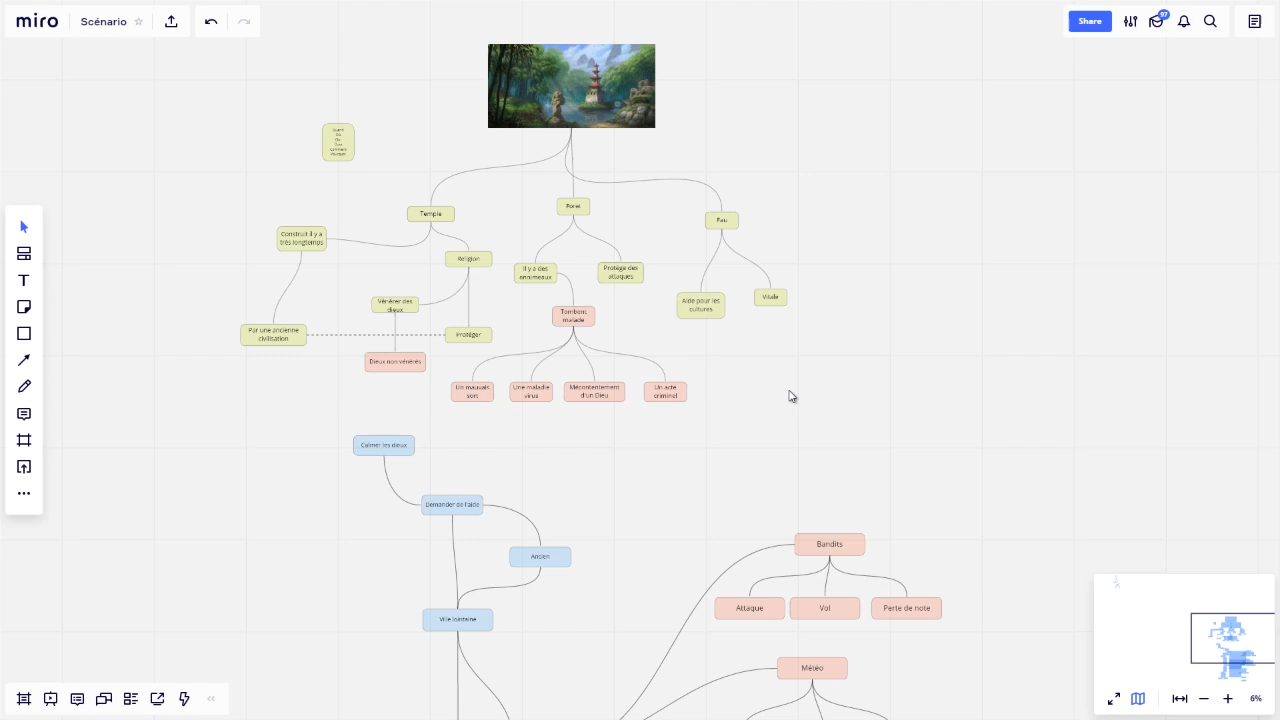 miro
Scénario
Share
97
Temple
Foret
Eau
Construit il y a
très longtemps
Religion
Il y a des
annimeaux
Protège des
attaques
Vénérer des
dieux
Aide pour les
cultures
Vitale
Tombent
malade
Par une ancienne
civilisation
Protéger
Dieux non vénérés
Un mauvais
sort
Une maladie
virus
Mécontentement
d'un Dieu
Un acte
criminel
Calmer les dieux
Demander de l'aide
Ancien
Bandits
Attaque
Vol
Perte de note
Ville lointaine
Météo
6%